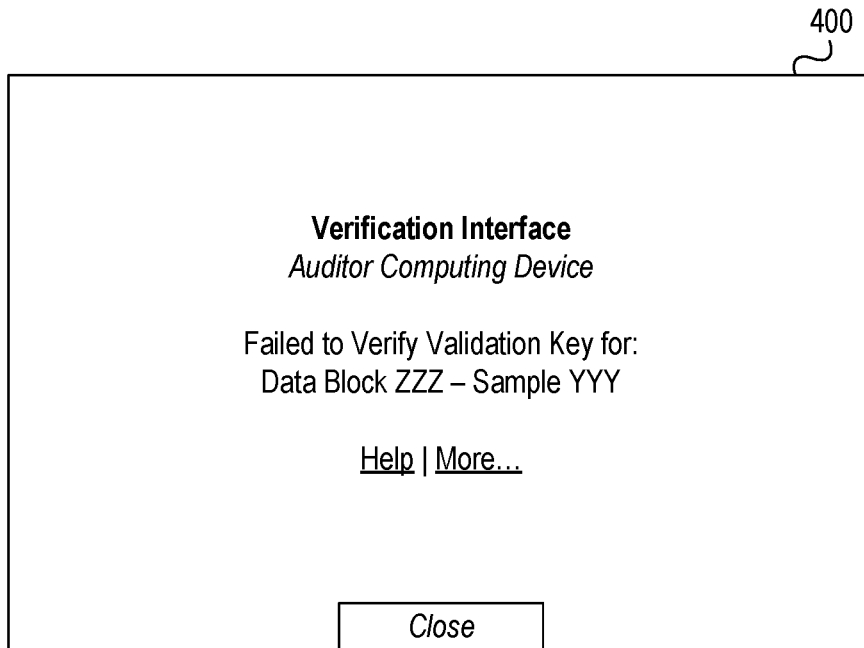 400
Verification Interface
Auditor Computing Device
Failed to Verify Validation Key for:
Data Block ZZZ – Sample YYY
Help | More...
Close